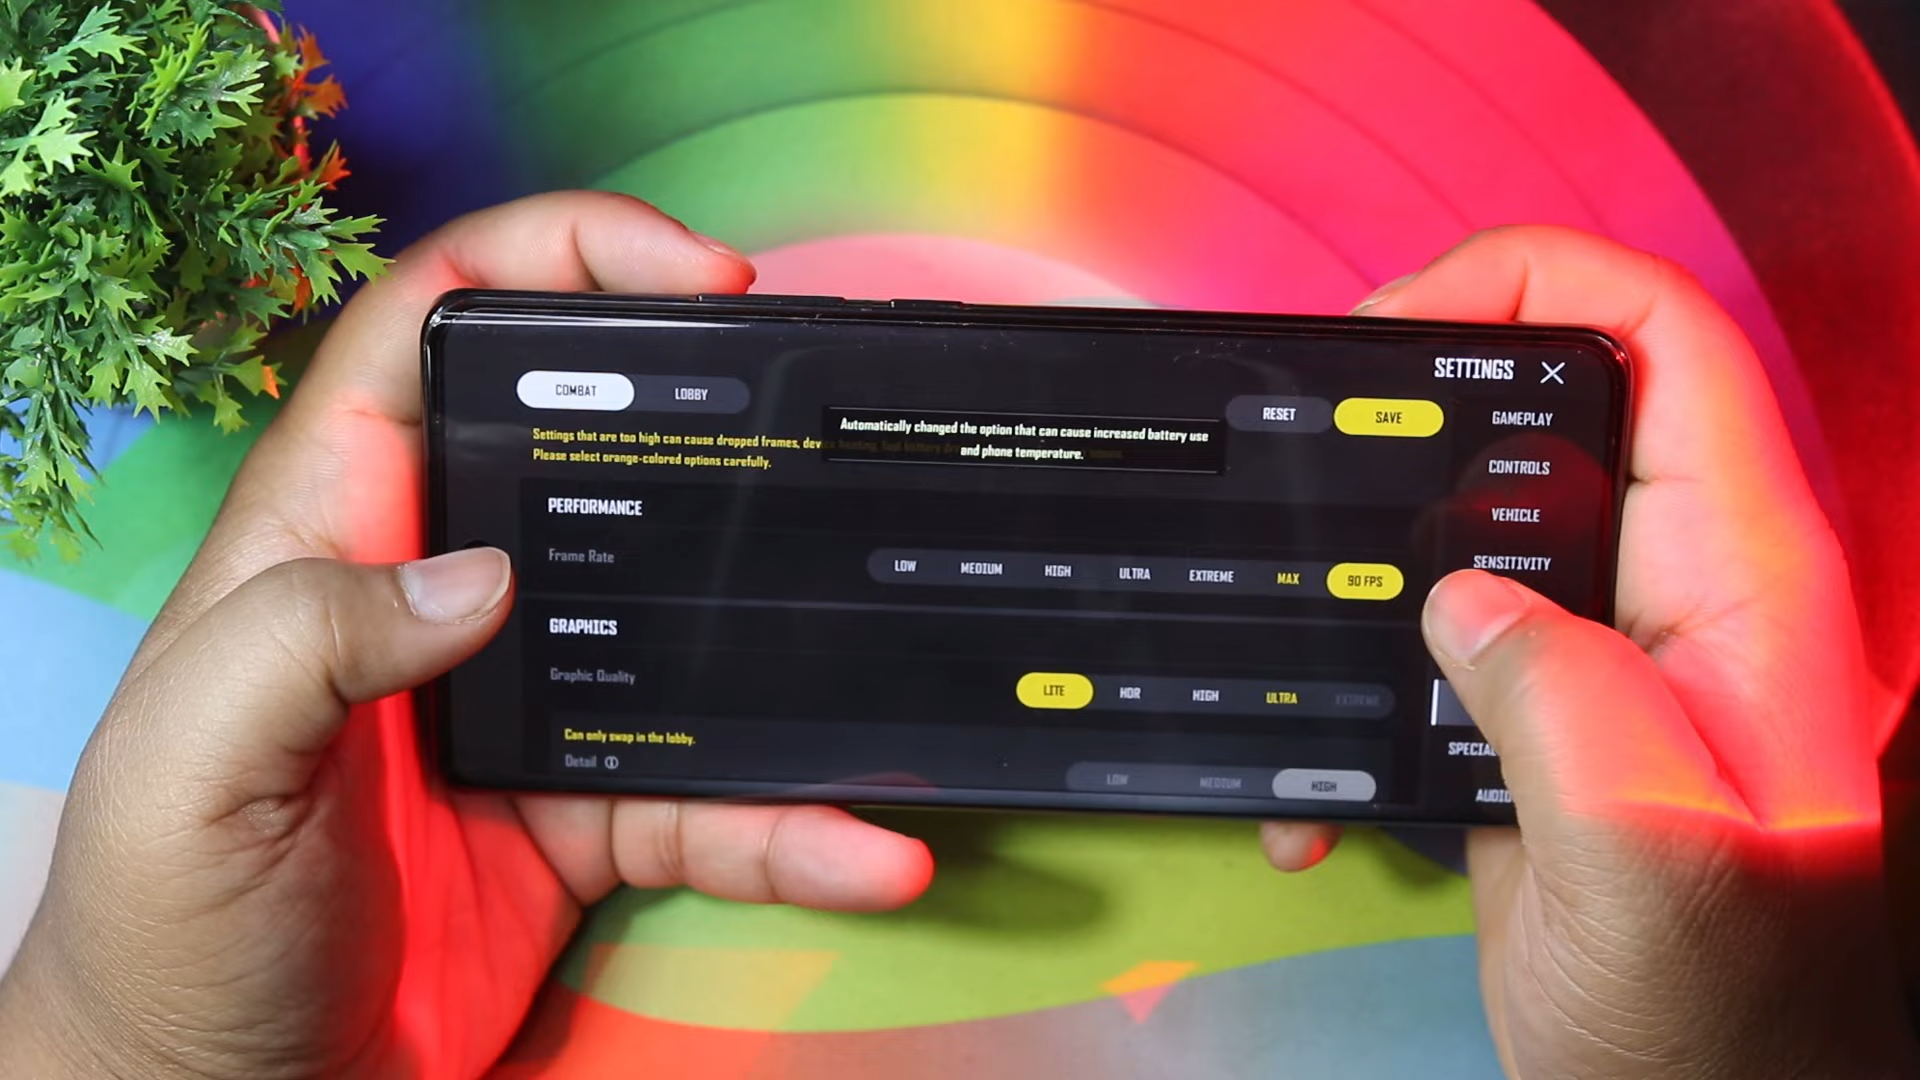 SETTINGS
COMBAT
LOBBY
RESET
SAVE
Automatically changed the option that can cause increased battery use
and phone temperature.
Settings that are too high can cause dropped frames,
Please select orange-colored options carefully.
PERFORMANCE
Frame Rate
LOW
MEDIUM
HIGH
ULTRA
EXTREME
MAX
90 FPS
GRAPHICS
Graphic Quality
LITE
HDR
HIGH
ULTRA
EXTREME
Can only swap in the lobby.
Detail
LOW
MEDIUM
HIGH
GAMEPLAY
CONTROLS
VEHICLE
SENSITIVITY